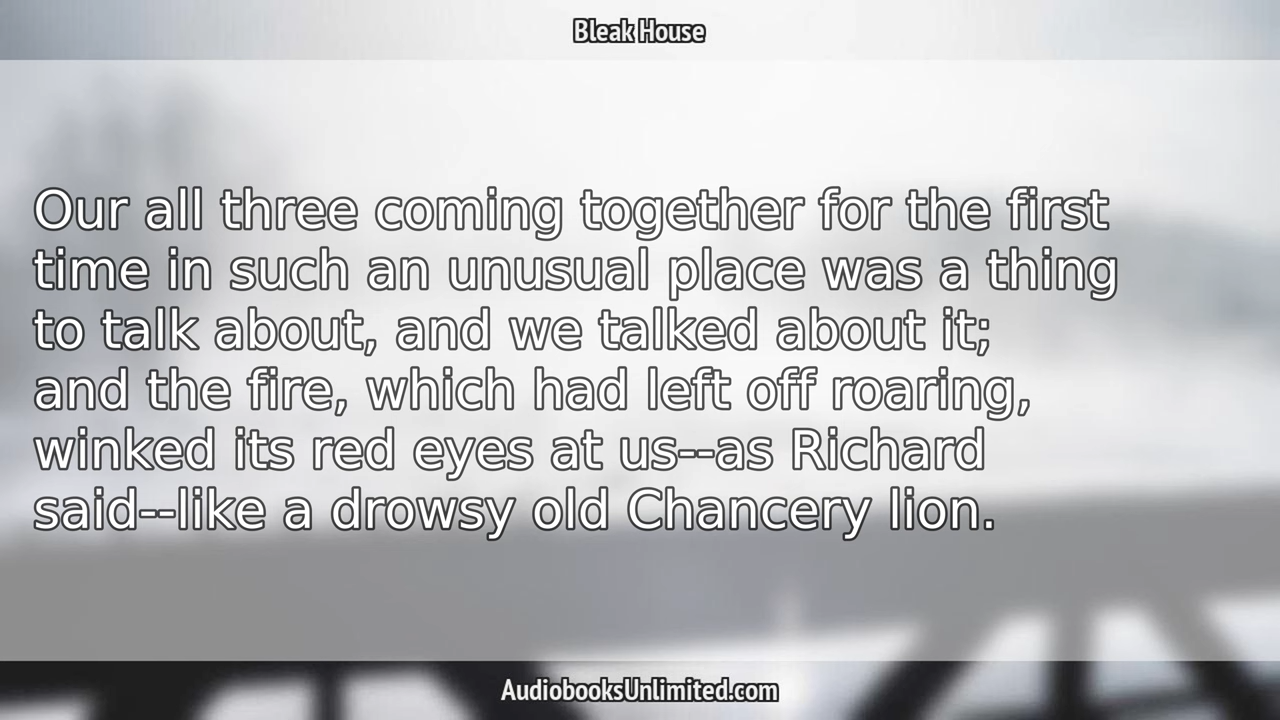 Bleak House
Our all three coming together for the first
time in such an unusual place was a thing
to talk about, and we talked about it;
and the fire, which had left off roaring,
winked its red eyes at us--as Richard
said--like a drowsy old Chancery lion.
AudiobooksUnlimited.com